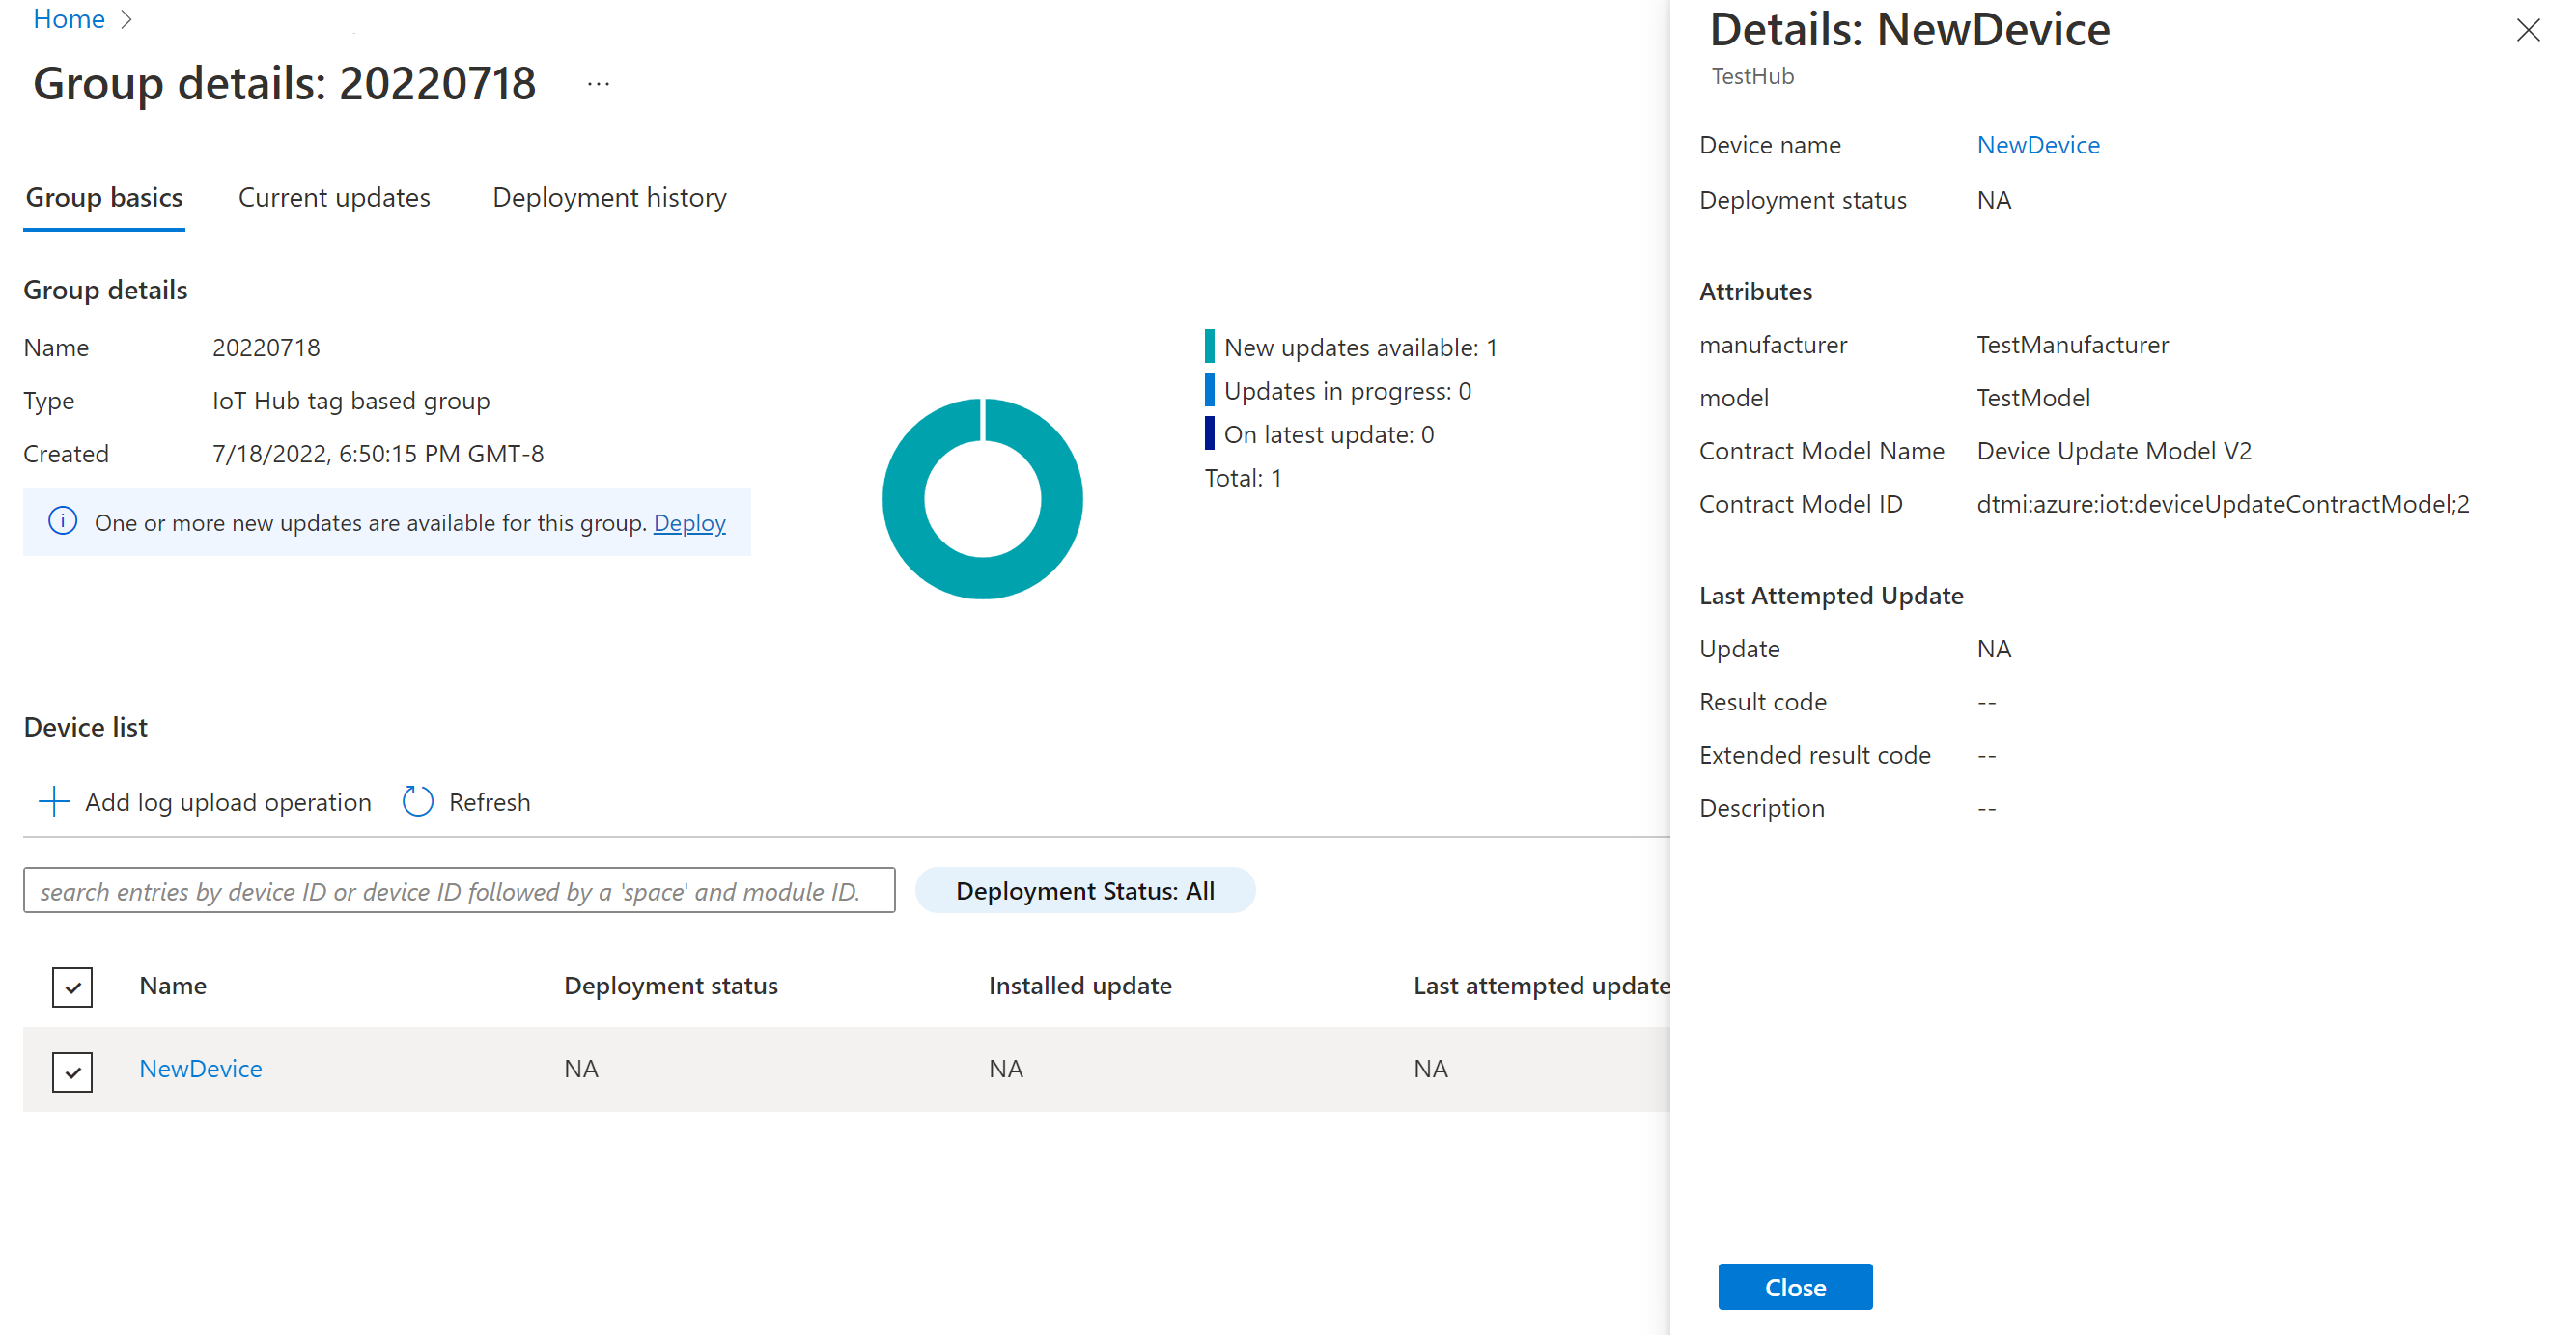 Home
Group details: 20220718 ...
Group basics Current updates Deployment history
Group details
Name 20220718
Type IoT Hub tag based group
Created 7/18/2022, 6:50:15 PM GMT-8
One or more new updates are available for this group. Deploy
New updates available: 1
Updates in progress: 0
On latest update: 0
Total: 1
Device list
Add log upload operation Refresh
search entries by device ID or device ID followed by a 'space' and module ID.
Deployment Status: All
Name Deployment status Installed update Last attempted update
NewDevice NA NA NA
Details: NewDevice
TestHub
Device name NewDevice
Deployment status NA
Attributes
manufacturer TestManufacturer
model TestModel
Contract Model Name Device Update Model V2
Contract Model ID dtmi:azure:iot:deviceUpdateContractModel;2
Last Attempted Update
Update NA
Result code --
Extended result code --
Description --
Close